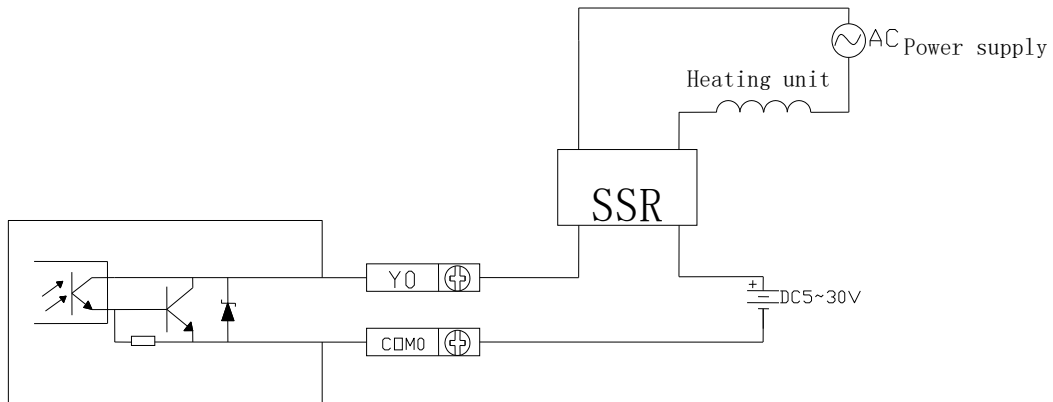 AC Power supply
Heating unit
SSR
Y0
+
DC5~30V
COM0